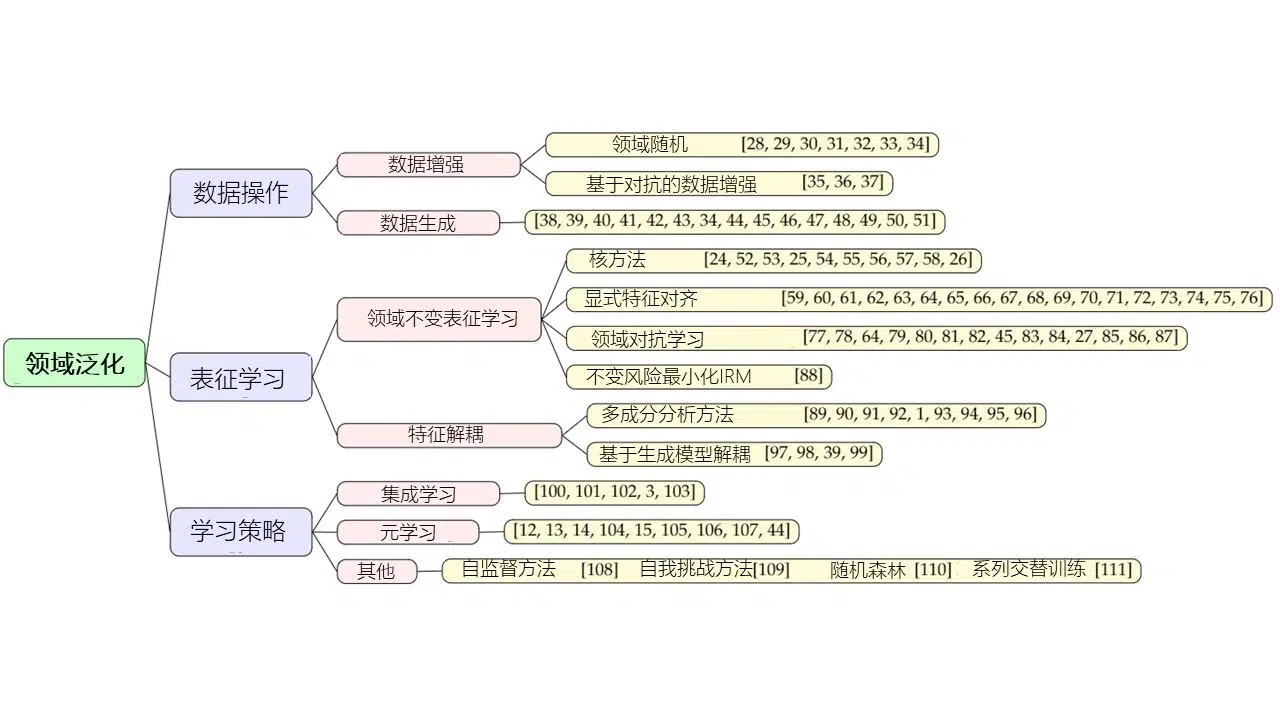 领域泛化
数据操作
数据增强
领域随机 [28, 29, 30, 31, 32, 33, 34]
基于对抗的数据增强 [35, 36, 37]
数据生成
[38, 39, 40, 41, 42, 43, 34, 44, 45, 46, 47, 48, 49, 50, 51]
表征学习
领域不变表征学习
核方法 [24, 52, 53, 25, 54, 55, 56, 57, 58, 26]
显式特征对齐 [59, 60, 61, 62, 63, 64, 65, 66, 67, 68, 69, 70, 71, 72, 73, 74, 75, 76]
领域对抗学习 [77, 78, 64, 79, 80, 81, 82, 45, 83, 84, 27, 85, 86, 87]
不变风险最小化IRM [88]
特征解耦
多成分分析方法 [89, 90, 91, 92, 1, 93, 94, 95, 96]
基于生成模型解耦 [97, 98, 39, 99]
学习策略
集成学习
[100, 101, 102, 3, 103]
元学习
[12, 13, 14, 104, 15, 105, 106, 107, 44]
其他
自监督方法 [108] 自我挑战方法[109] 随机森林 [110] 系列交替训练 [111]